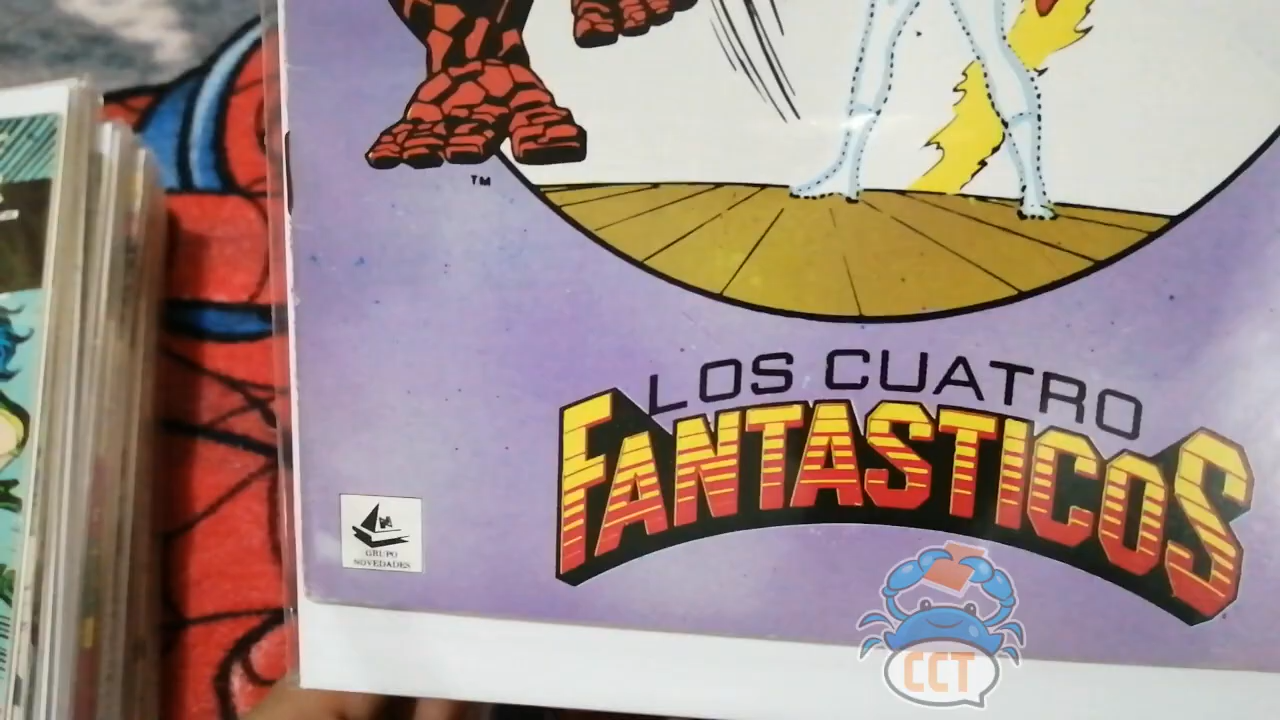 TM
LOS CUATRO
FANTASTICOS
GRUPO
NOVEDADES
CCT